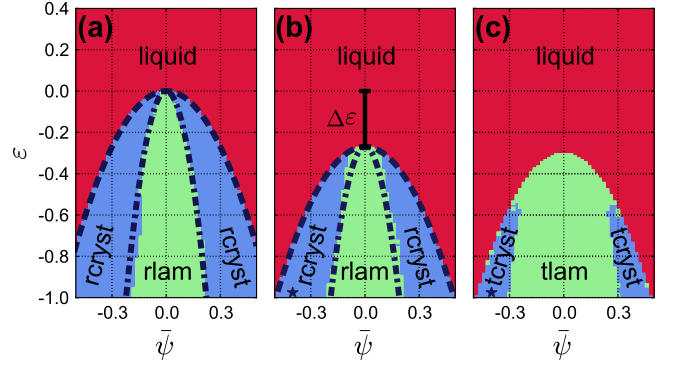 (a) (b) (c)
liquid liquid liquid
Δε
rcryst rlam rcryst
rcryst rlam rcryst
tcryst tlam tcryst
ε
0.4
0.2
0.0
-0.2
-0.4
-0.6
-0.8
-1.0
-0.3 0.0 0.3 -0.3 0.0 0.3 -0.3 0.0 0.3
ψ̄ ψ̄ ψ̄